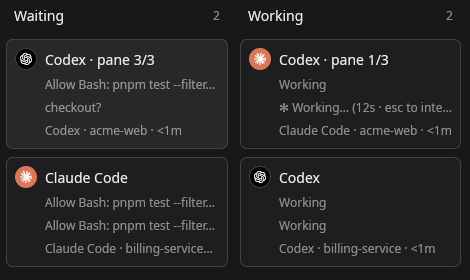 Waiting 2
Codex · pane 3/3
Allow Bash: pnpm test --filter...
checkout?
Codex · acme-web · <1m
Claude Code
Allow Bash: pnpm test --filter...
Allow Bash: pnpm test --filter...
Claude Code · billing-service...
Working 2
Codex · pane 1/3
Working
✻ Working... (12s · esc to inte...
Claude Code · acme-web · <1m
Codex
Working
Working
Codex · billing-service · <1m